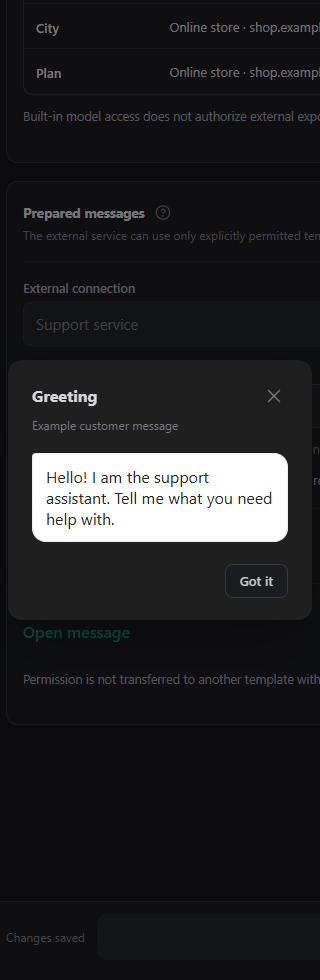 City Online store · shop.exampl
Plan Online store · shop.exampl
Built-in model access does not authorize external expo
Prepared messages ?
The external service can use only explicitly permitted tem
External connection
Support service
Greeting
Example customer message
Hello! I am the support
assistant. Tell me what you need
help with.
Got it
Open message
Permission is not transferred to another template with
Changes saved